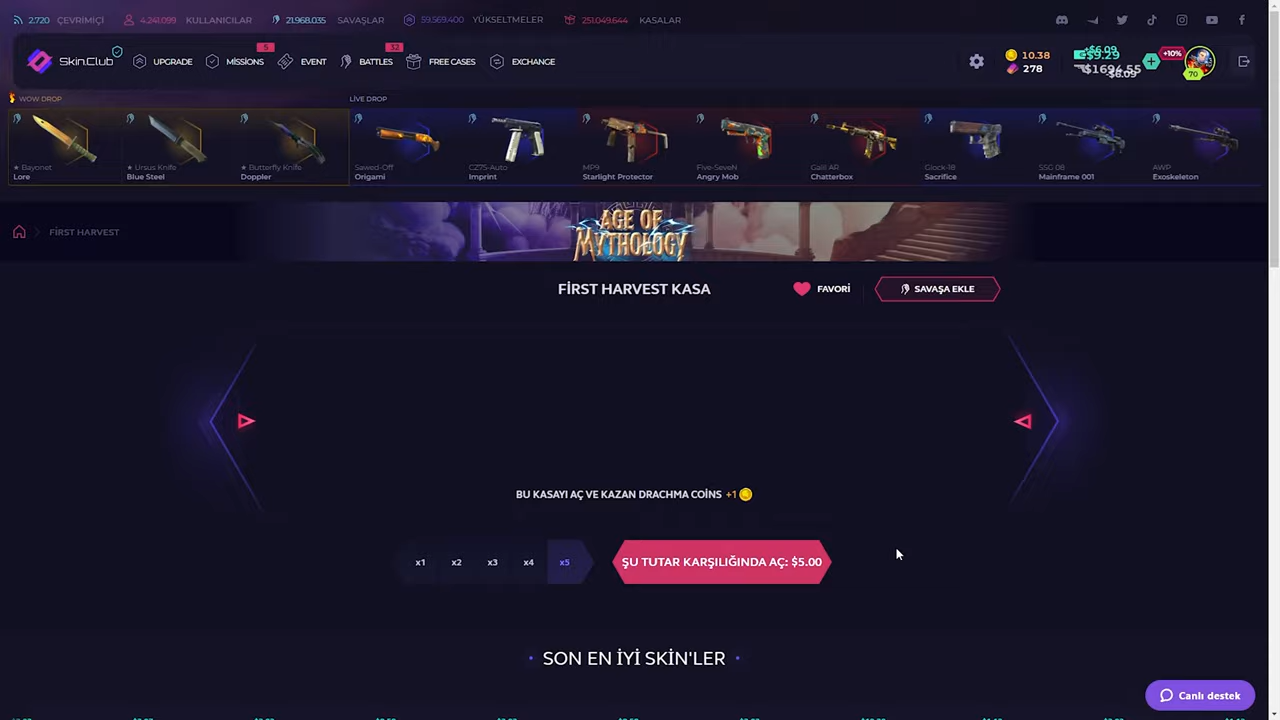 2.720 ÇEVRİMİÇİ 4.241.099 KULLANICILAR 21.968.035 SAVAŞLAR 59.569.400 YÜKSELTMELER 251.049.644 KASALAR
Skin.Club UPGRADE 5 MISSIONS EVENT 32 BATTLES FREE CASES EXCHANGE
10.38
278
$9.29
+10%
70
WOW DROP
LIVE DROP
★ Bayonet
Lore
★ Ursus Knife
Blue Steel
★ Butterfly Knife
Doppler
Sawed-Off
Origami
CZ75-Auto
Imprint
MP9
Starlight Protector
Five-SeveN
Angry Mob
Galil AR
Chatterbox
Glock-18
Sacrifice
SSG 08
Mainframe 001
AWP
Exoskeleton
AGE OF
MYTHOLOGY
FİRST HARVEST
FİRST HARVEST KASA
FAVORİ
SAVAŞA EKLE
BU KASAYI AÇ VE KAZAN DRACHMA COİNS +1
x1 x2 x3 x4 x5
ŞU TUTAR KARŞILIĞINDA AÇ: $5.00
SON EN İYİ SKİN'LER
Canlı destek